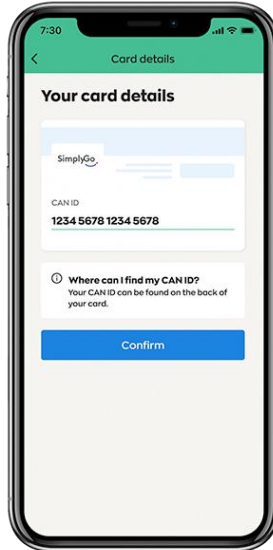 7:30
Card details
Your card details
SimplyGo
CAN ID
1234 5678 1234 5678
Where can I find my CAN ID?
Your CAN ID can be found on the back of
your card.
Confirm